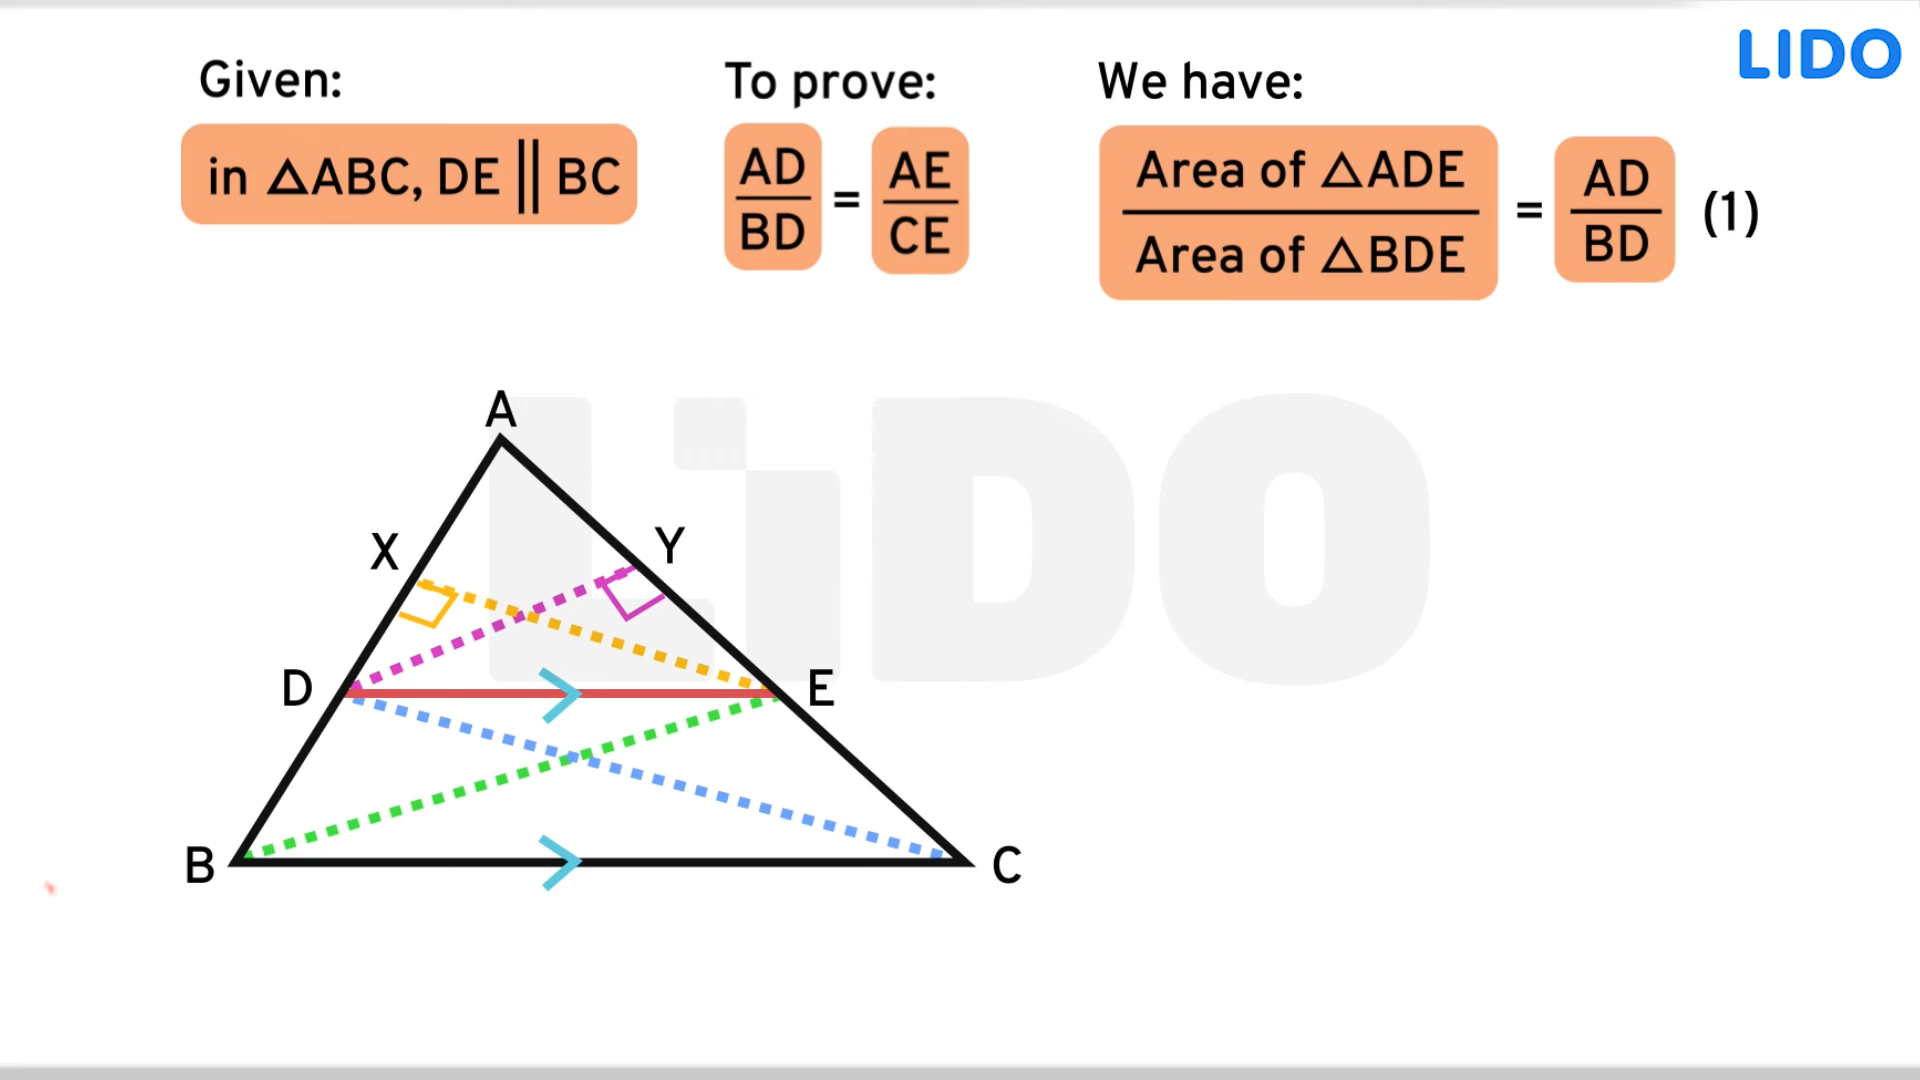 LIDO
Given:
To prove:
We have:
in △ABC, DE || BC
AD
BD
=
AE
CE
Area of △ADE
Area of △BDE
=
AD
BD
(1)
LiDO
A
X
Y
D
E
B
C